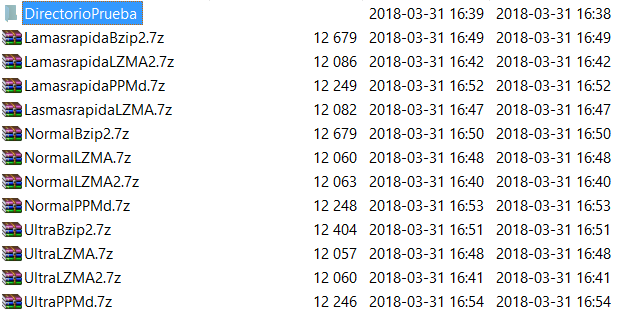 DirectorioPrueba 2018-03-31 16:39 2018-03-31 16:38
LamasrapidaBzip2.7z 12 679 2018-03-31 16:49 2018-03-31 16:49
LamasrapidaLZMA2.7z 12 086 2018-03-31 16:42 2018-03-31 16:42
LamasrapidaPPMd.7z 12 249 2018-03-31 16:52 2018-03-31 16:52
LasmasrapidaLZMA.7z 12 082 2018-03-31 16:47 2018-03-31 16:47
NormalBzip2.7z 12 679 2018-03-31 16:50 2018-03-31 16:50
NormalLZMA.7z 12 060 2018-03-31 16:48 2018-03-31 16:48
NormalLZMA2.7z 12 063 2018-03-31 16:40 2018-03-31 16:40
NormalPPMd.7z 12 248 2018-03-31 16:53 2018-03-31 16:53
UltraBzip2.7z 12 404 2018-03-31 16:51 2018-03-31 16:51
UltraLZMA.7z 12 057 2018-03-31 16:48 2018-03-31 16:48
UltraLZMA2.7z 12 060 2018-03-31 16:41 2018-03-31 16:41
UltraPPMd.7z 12 246 2018-03-31 16:54 2018-03-31 16:54